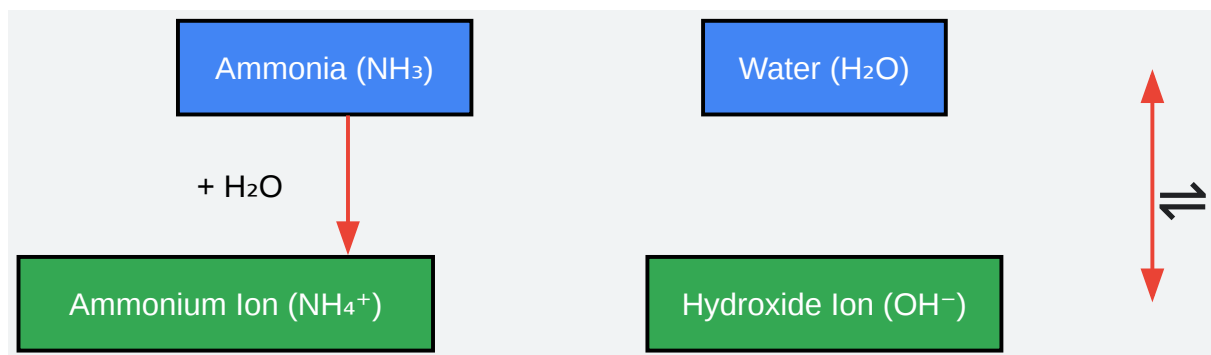 Ammonia (NH₃)
Water (H₂O)
+ H₂O
⇌
Ammonium Ion (NH₄⁺)
Hydroxide Ion (OH⁻)